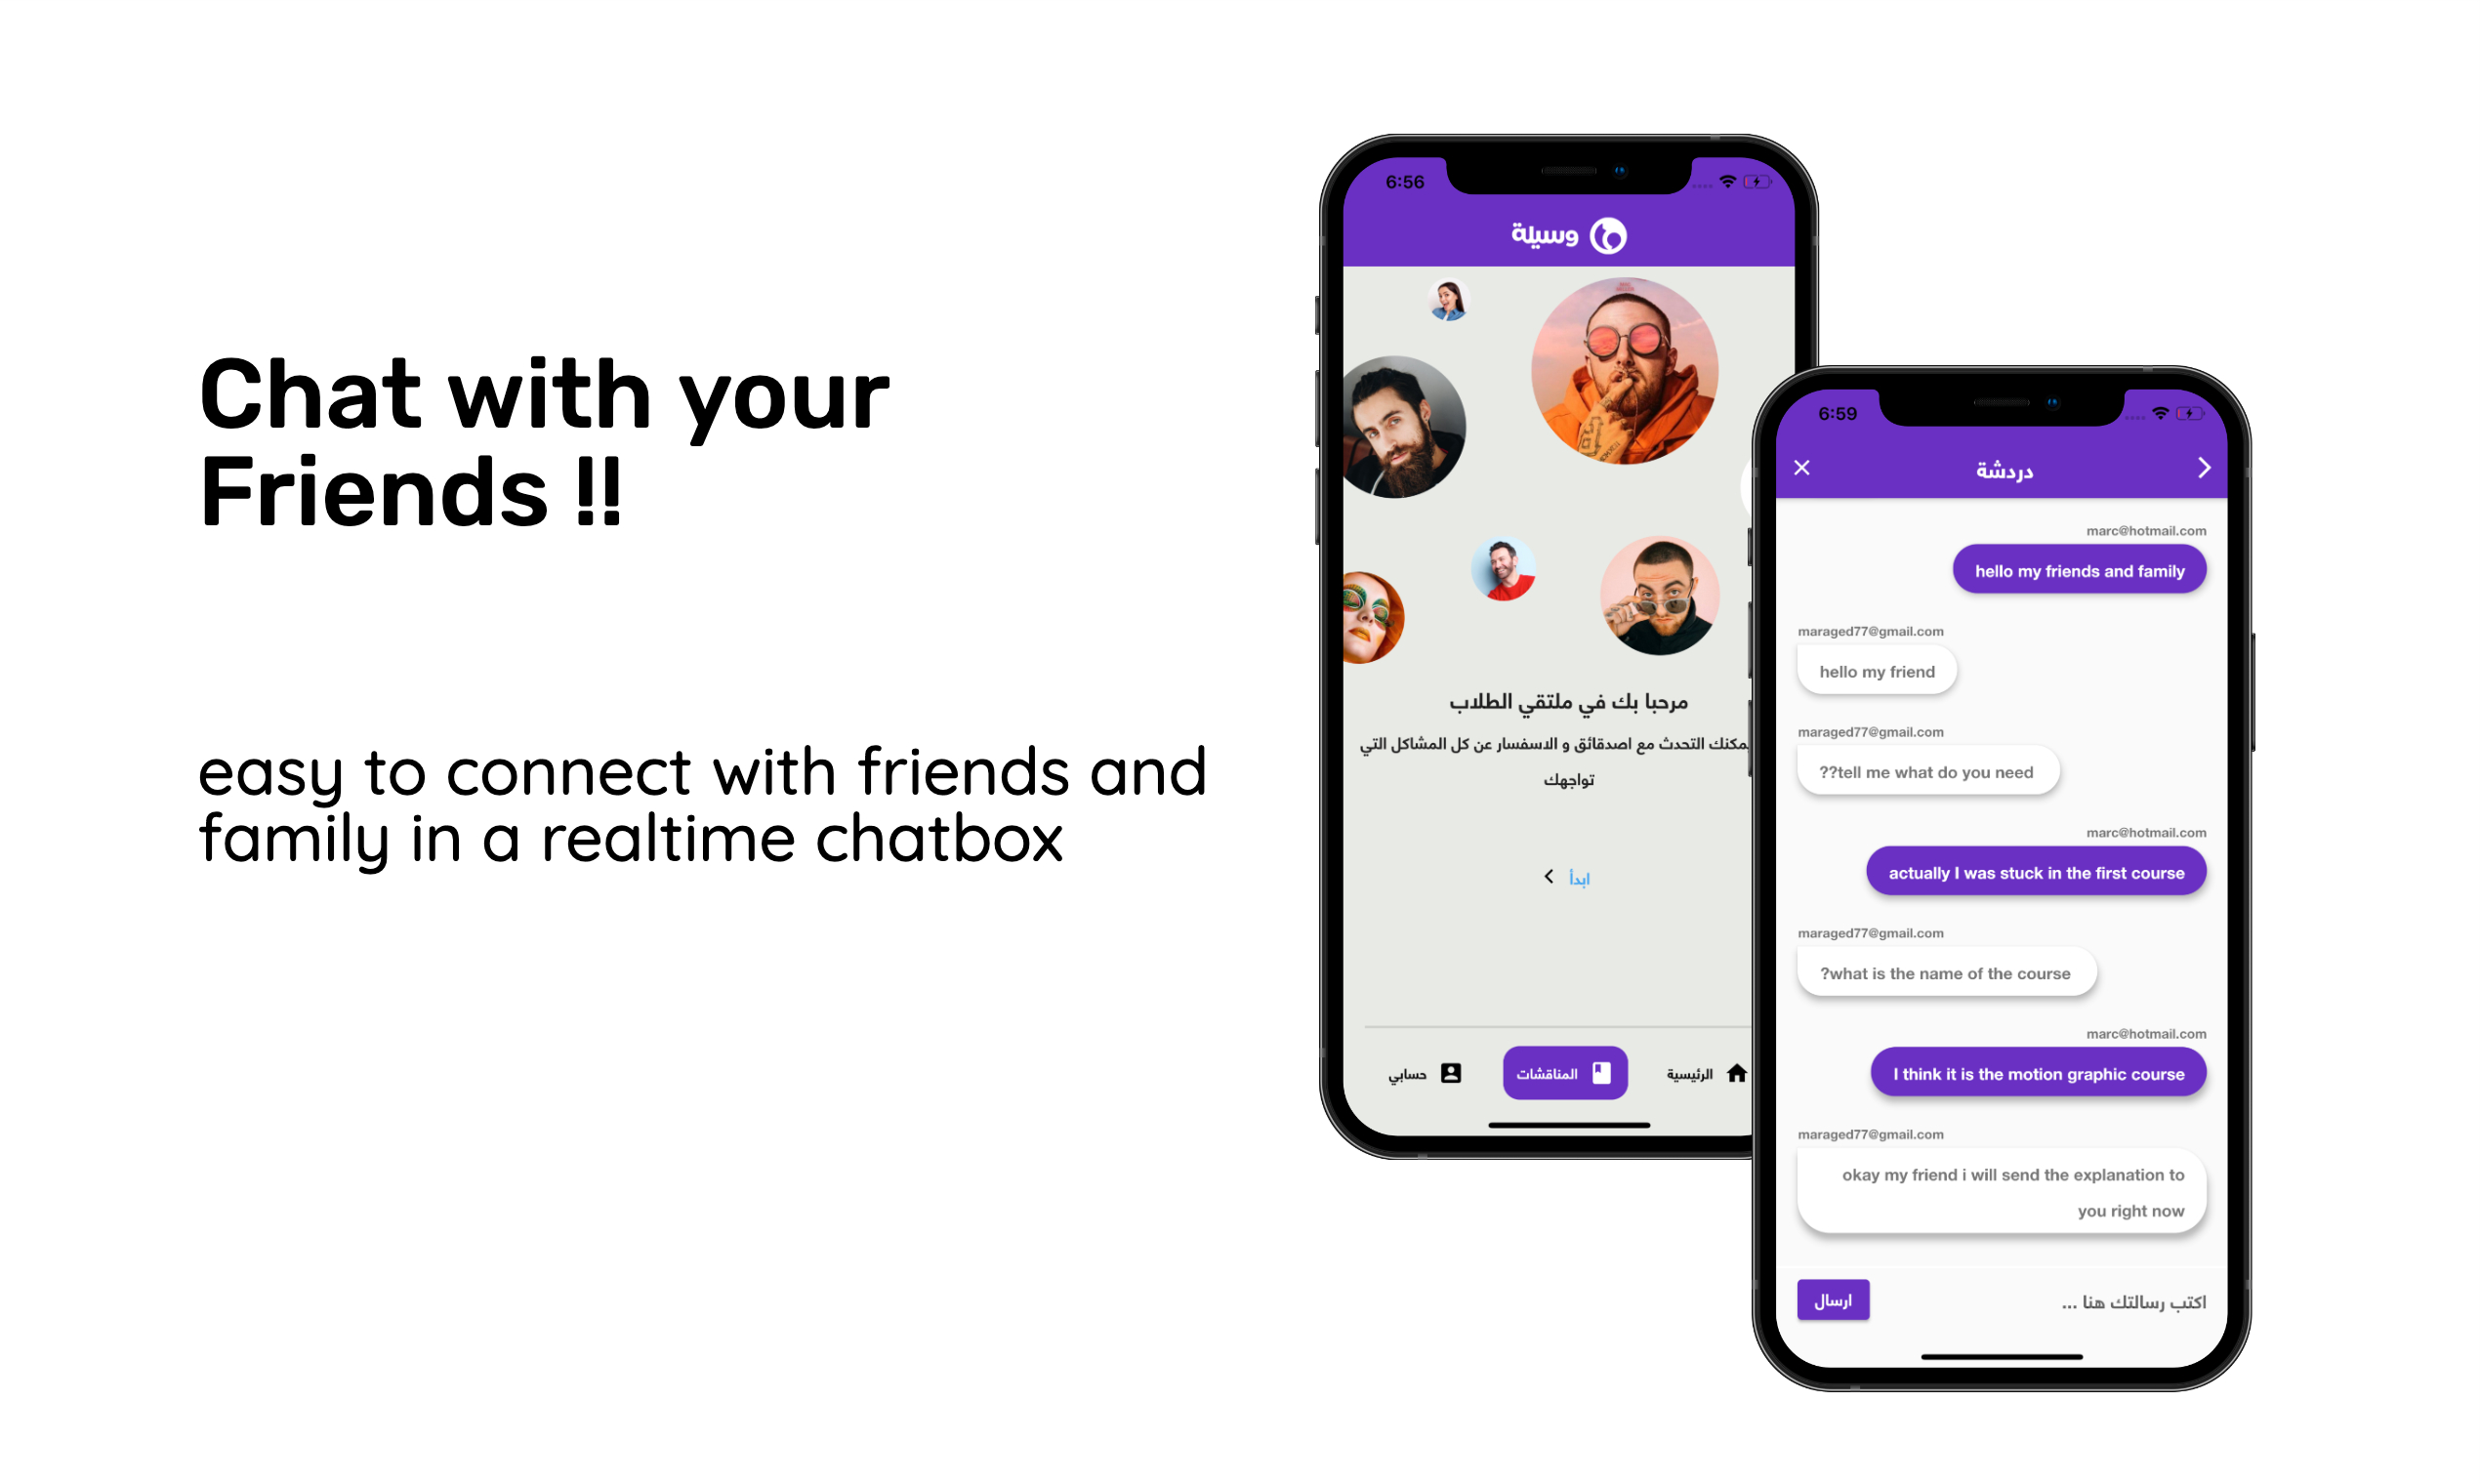 Chat with your
Friends !!
easy to connect with friends and
family in a realtime chatbox
6:56
وسيلة
مرحبا بك في ملتقي الطلاب
يمكنك التحدث مع اصدقائق و الاسفسار عن كل المشاكل التي
تواجهك
ابدأ
الرئيسية
المناقشات
حسابي
6:59
دردشة
marc@hotmail.com
hello my friends and family
maraged77@gmail.com
hello my friend
maraged77@gmail.com
??tell me what do you need
marc@hotmail.com
actually I was stuck in the first course
maraged77@gmail.com
?what is the name of the course
marc@hotmail.com
I think it is the motion graphic course
maraged77@gmail.com
okay my friend i will send the explanation to
you right now
اكتب رسالتك هنا ...
ارسال